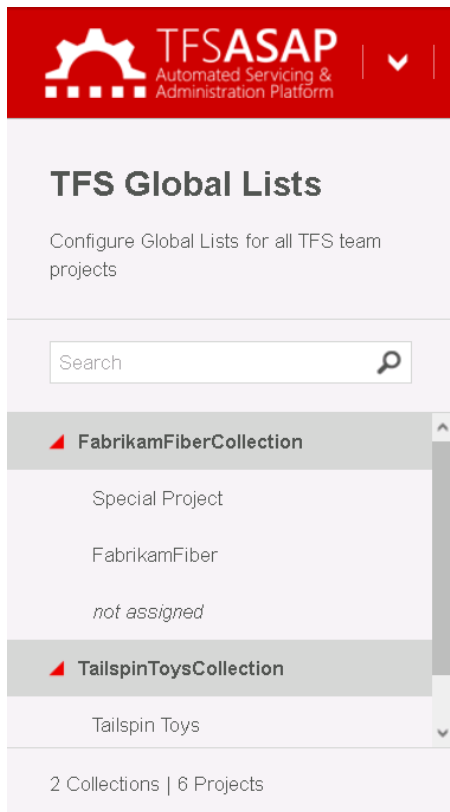 TFSASAP
Automated Servicing &
Administration Platform
TFS Global Lists
Configure Global Lists for all TFS team
projects
Search
FabrikamFiberCollection
Special Project
FabrikamFiber
not assigned
TailspinToysCollection
Tailspin Toys
2 Collections | 6 Projects